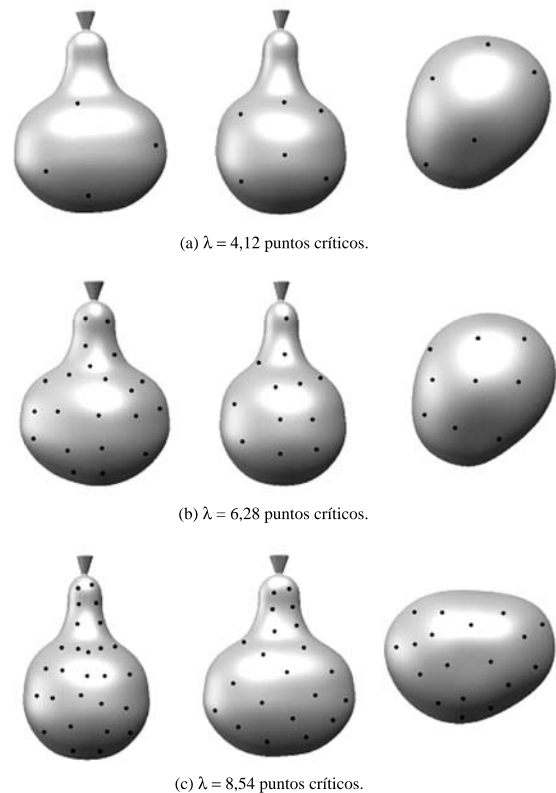 (a) λ = 4,12 puntos críticos.
(b) λ = 6,28 puntos críticos.
(c) λ = 8,54 puntos críticos.